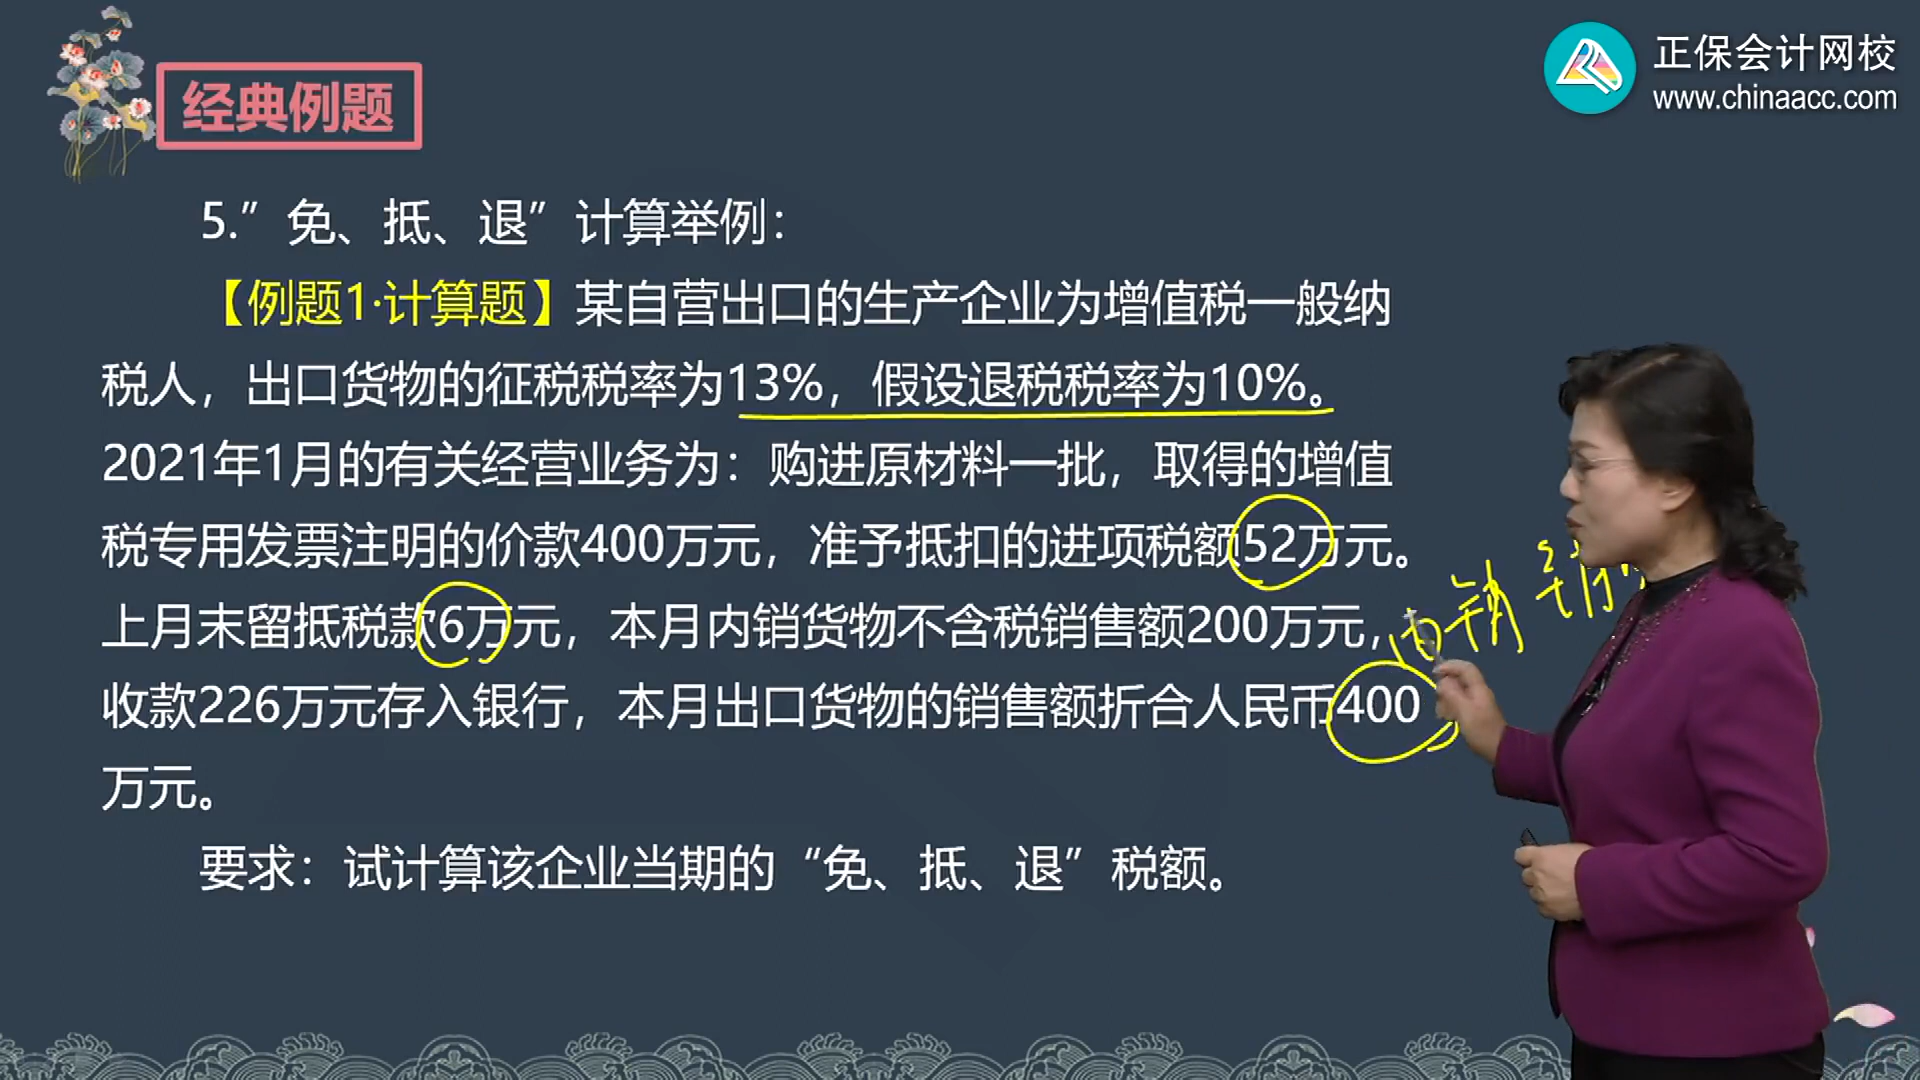 正保会计网校
www.chinaacc.com
经典例题
5.”免、抵、退”计算举例：
【例题1·计算题】某自营出口的生产企业为增值税一般纳
税人，出口货物的征税税率为13%，假设退税税率为10%。
2021年1月的有关经营业务为：购进原材料一批，取得的增值
税专用发票注明的价款400万元，准予抵扣的进项税额52万元。
上月末留抵税款6万元，本月内销货物不含税销售额200万元，
内销
收款226万元存入银行，本月出口货物的销售额折合人民币400
万元。
要求：试计算该企业当期的“免、抵、退”税额。